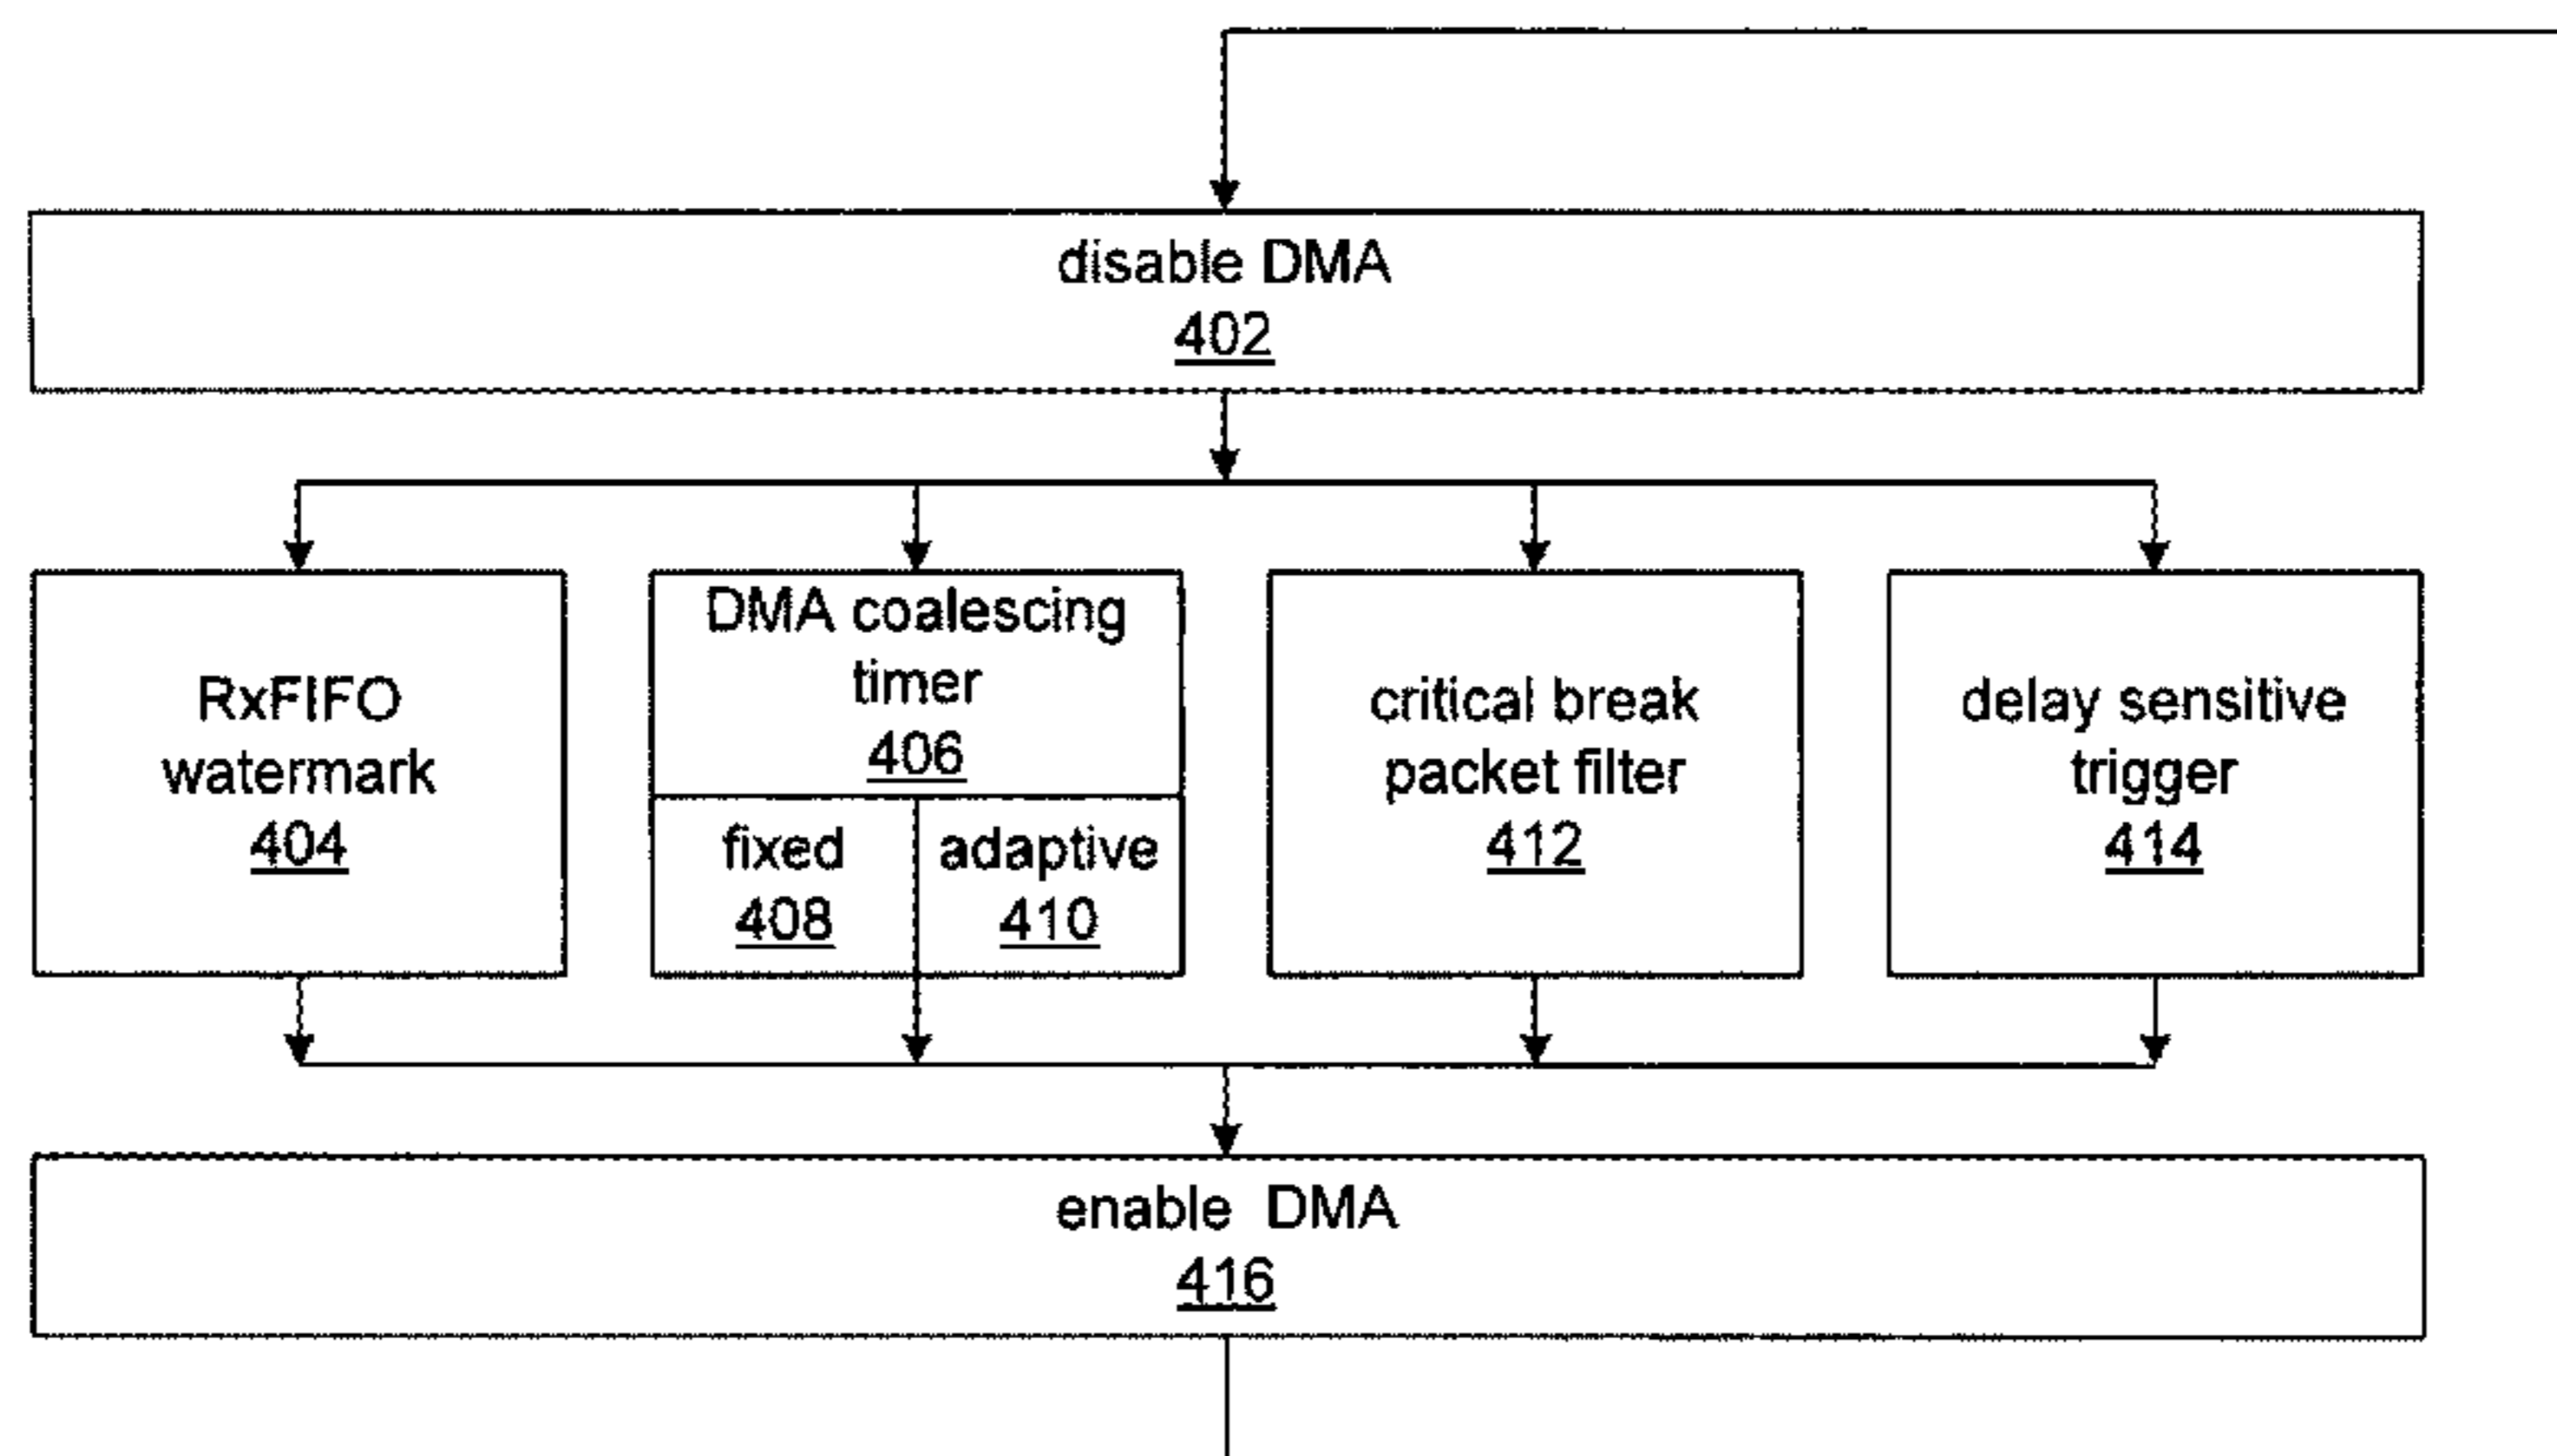 disable DMA
402
RxFIFO
watermark
404
DMA coalescing
timer
406
fixed
408
adaptive
410
critical break
packet filter
412
delay sensitive
trigger
414
enable DMA
416